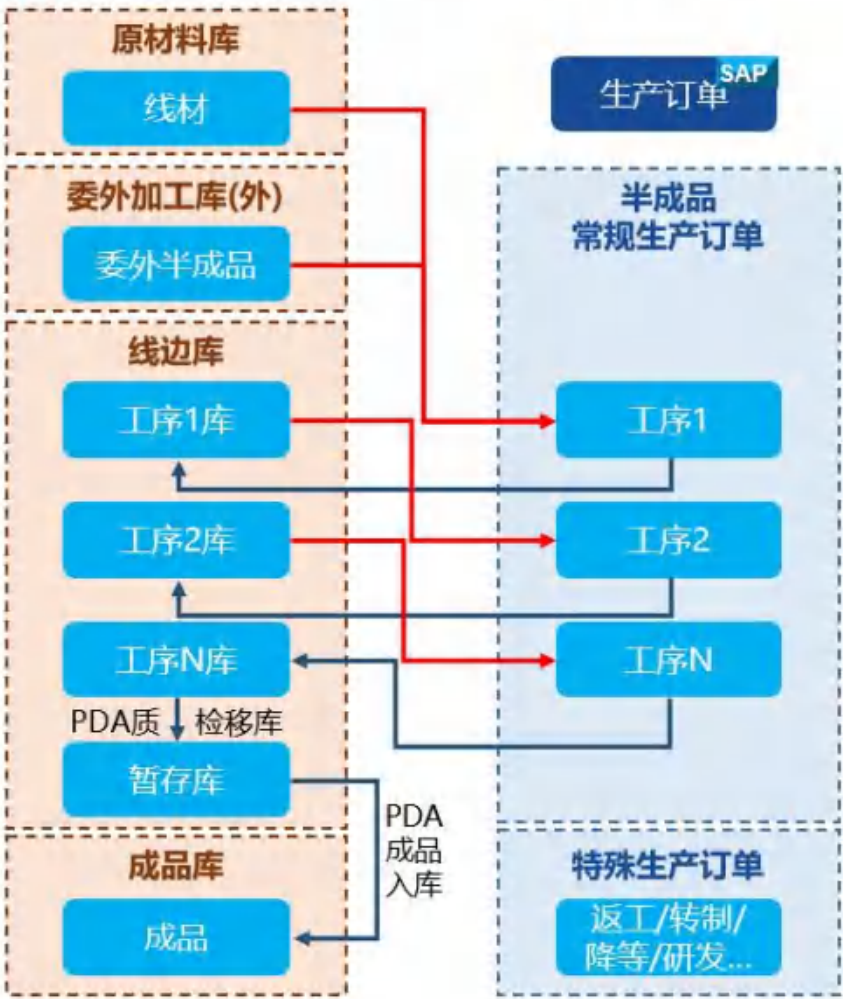 原材料库
线材
委外加工库(外)
委外半成品
线边库
工序1库
工序2库
工序N库
PDA质 检移库
暂存库
PDA
成品
入库
成品库
成品
生产订单
SAP
半成品
常规生产订单
工序1
工序2
工序N
特殊生产订单
返工/转制/
降等/研发...